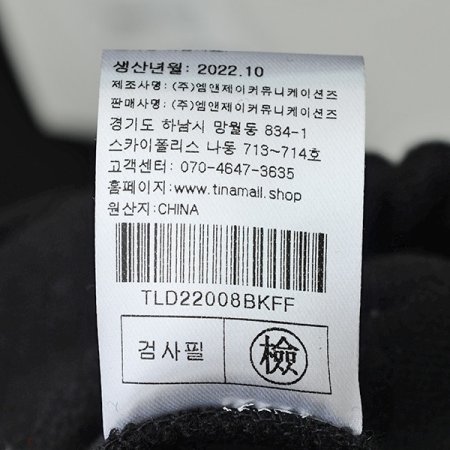 생산년월: 2022.10
제조사명: (주)엠앤제이커뮤니케이션즈
판매사명: (주)엠앤제이커뮤니케이션즈
경기도 하남시 망월동 834-1
스카이폴리스 나동 713~714호
고객센터: 070-4647-3635
홈페이지:www.tinamall.shop
원산지:CHINA
TLD22008BKFF
검사필 檢